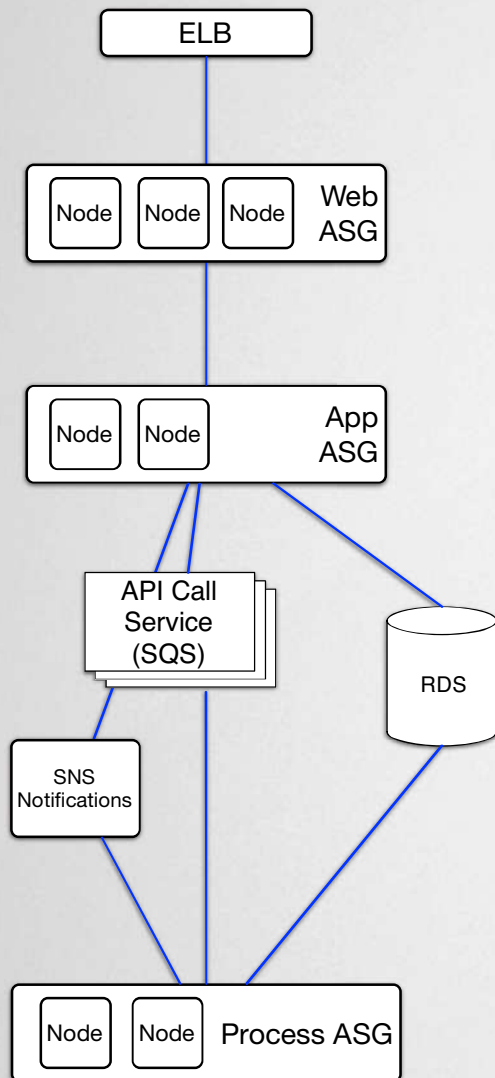 ELB
Node
Node
Node
Web
ASG
Node
Node
App
ASG
API Call
Service
(SQS)
RDS
SNS
Notifications
Node
Node
Process ASG